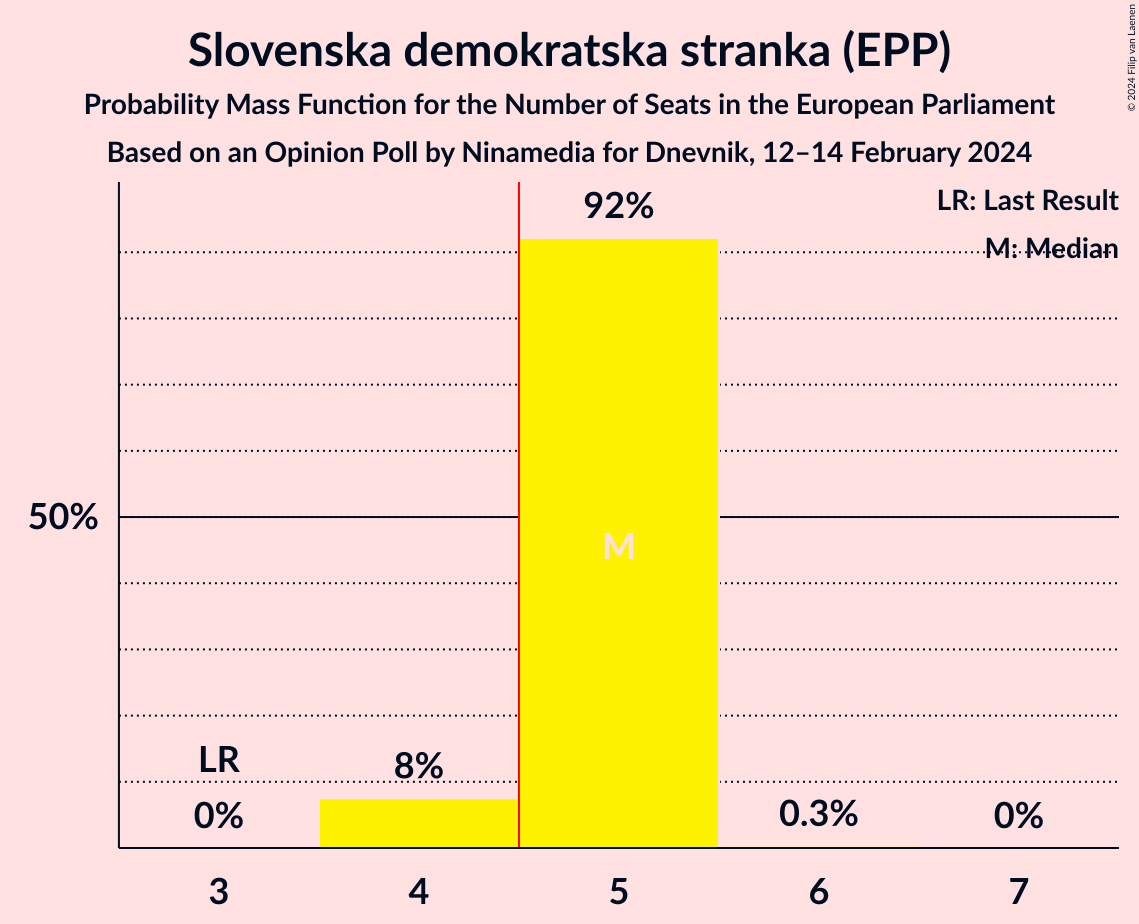 Slovenska demokratska stranka (EPP)
Probability Mass Function for the Number of Seats in the European Parliament
Based on an Opinion Poll by Ninamedia for Dnevnik, 12–14 February 2024
© 2024 Filip van Laenen
LR: Last Result
M: Median
92%
50%
M
LR
8%
0%
0.3%
0%
3 4 5 6 7